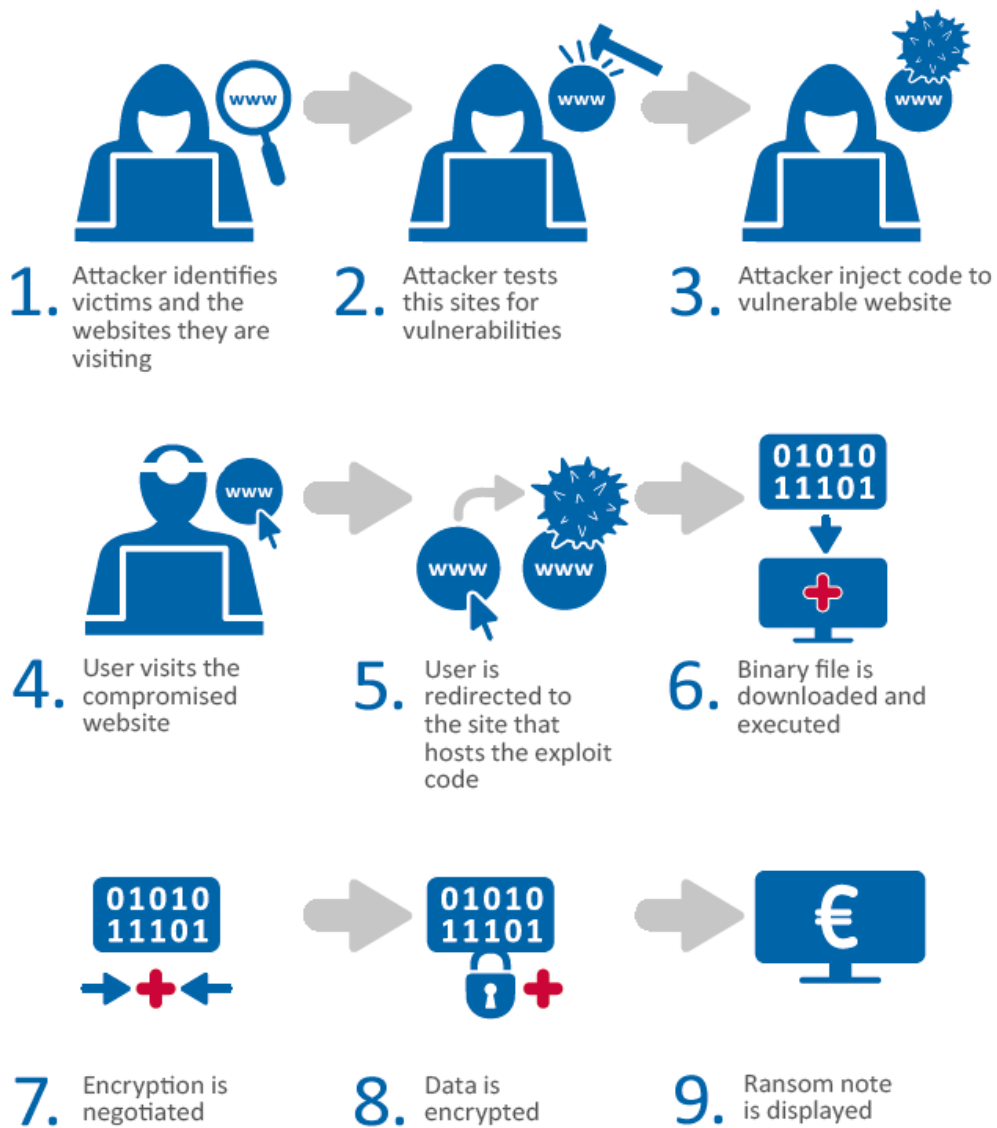 www
www
www
1. Attacker identifies
victims and the
websites they are
visiting
2. Attacker tests
this sites for
vulnerabilities
3. Attacker inject code to
vulnerable website
www
www
www
01010
11101
4. User visits the
compromised
website
5. User is
redirected to
the site that
hosts the exploit
code
6. Binary file is
downloaded and
executed
01010
11101
01010
11101
€
7. Encryption is
negotiated
8. Data is
encrypted
9. Ransom note
is displayed